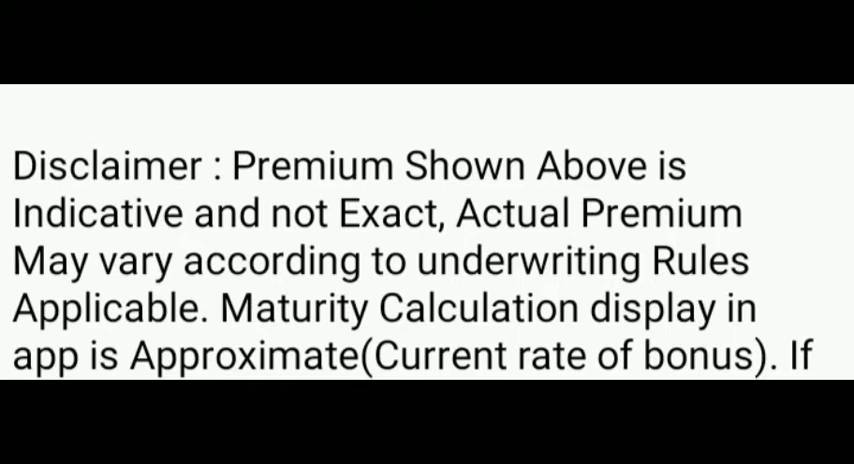 Disclaimer : Premium Shown Above is
Indicative and not Exact, Actual Premium
May vary according to underwriting Rules
Applicable. Maturity Calculation display in
app is Approximate(Current rate of bonus). If